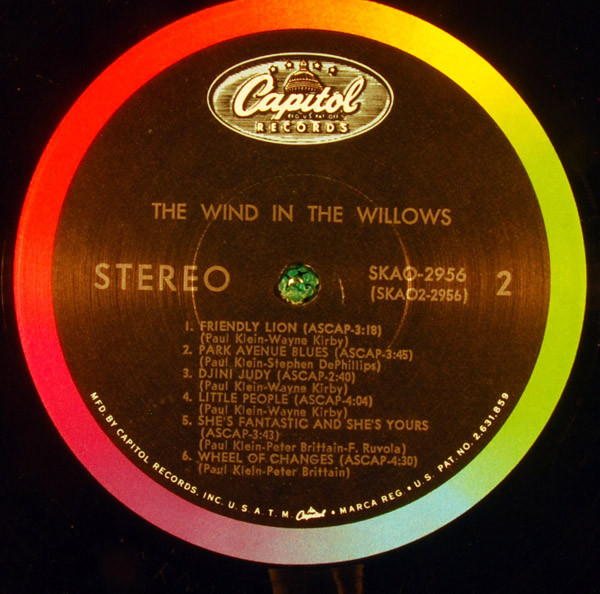 Capitol
REG. U.S. PAT. OFF.
RECORDS
THE WIND IN THE WILLOWS
STEREO
SKAO-2956
(SKAO2-2956)
2
1. FRIENDLY LION (ASCAP-3:18)
(Paul Klein-Wayne Kirby)
2. PARK AVENUE BLUES (ASCAP-3:45)
(Paul Klein-Stephen DePhillips)
3. DJINI JUDY (ASCAP-2:40)
(Paul Klein-Wayne Kirby)
4. LITTLE PEOPLE (ASCAP-4:04)
(Paul Klein-Wayne Kirby)
5. SHE'S FANTASTIC AND SHE'S YOURS
(ASCAP-3:43)
(Paul Klein-Peter Brittain-F. Ruvola)
6. WHEEL OF CHANGES (ASCAP-4:30)
(Paul Klein-Peter Brittain)
MFD. BY CAPITOL RECORDS, INC. U.S.A. T.M. Capitol • MARCA REG • U.S. PAT. NO. 2,631,859